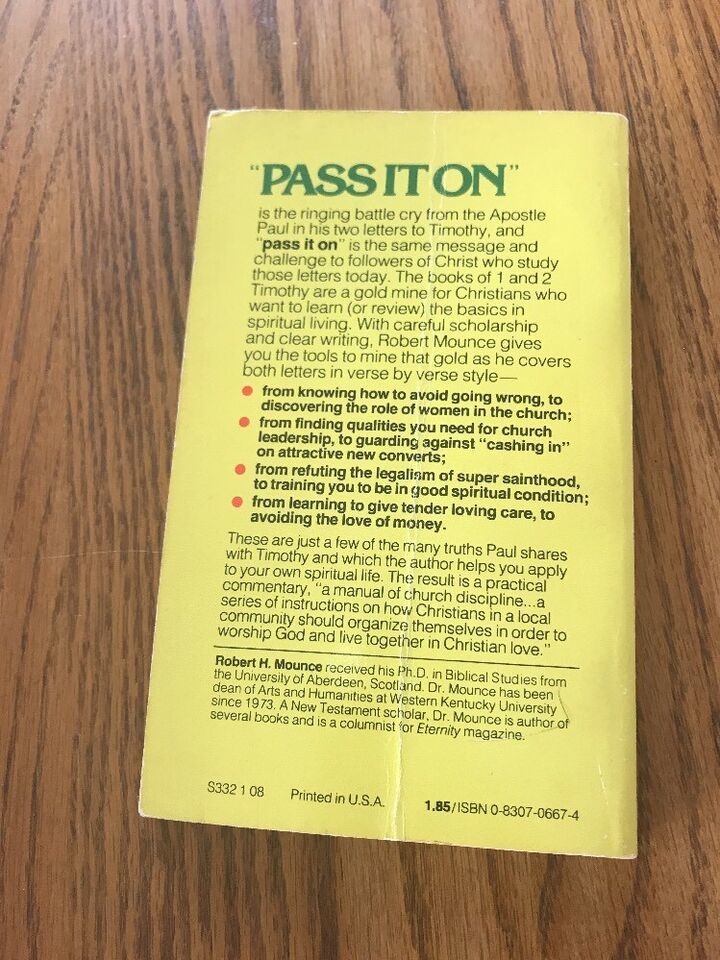 "PASS IT ON"
is the ringing battle cry from the Apostle
Paul in his two letters to Timothy, and
"pass it on" is the same message and
challenge to followers of Christ who study
those letters today. The books of 1 and 2
Timothy are a gold mine for Christians who
want to learn (or review) the basics in
spiritual living. With careful scholarship
and clear writing, Robert Mounce gives
you the tools to mine that gold as he covers
both letters in verse by verse style—
● from knowing how to avoid going wrong, to
discovering the role of women in the church;
● from finding qualities you need for church
leadership, to guarding against "cashing in"
on attractive new converts;
● from refuting the legalism of super sainthood,
to training you to be in good spiritual condition;
● from learning to give tender loving care, to
avoiding the love of money.
These are just a few of the many truths Paul shares
with Timothy and which the author helps you apply
to your own spiritual life. The result is a practical
commentary, "a manual of church discipline...a
series of instructions on how Christians in a local
community should organize themselves in order to
worship God and live together in Christian love."
Robert H. Mounce received his Ph.D. in Biblical Studies from
the University of Aberdeen, Scotland. Dr. Mounce has been
dean of Arts and Humanities at Western Kentucky University
since 1973. A New Testament scholar, Dr. Mounce is author of
several books and is a columnist for Eternity magazine.
S332 1 08 Printed in U.S.A. 1.85/ISBN 0-8307-0667-4